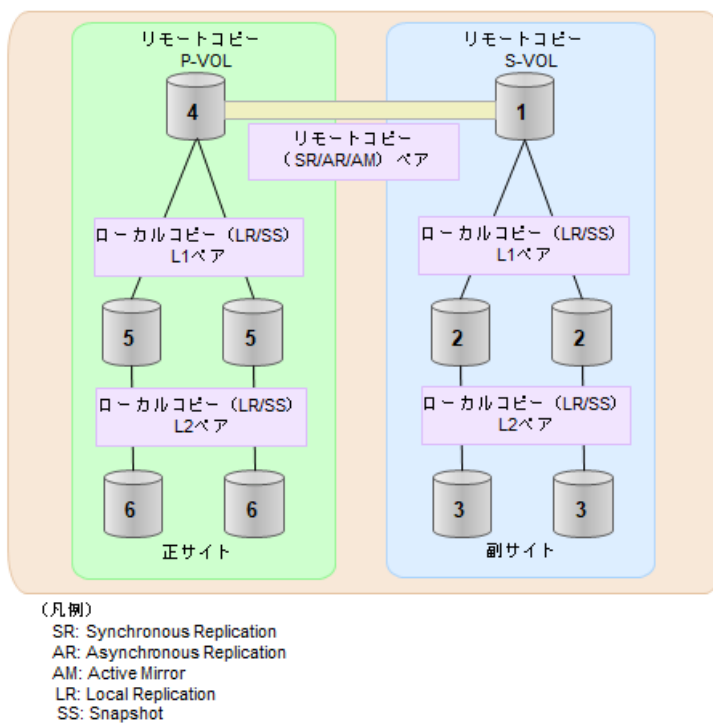 リモートコピー
P-VOL
リモートコピー
S-VOL
4
1
リモートコピー
（SR/AR/AM）ペア
ローカルコピー（LR/SS）
L1ペア
ローカルコピー（LR/SS）
L1ペア
5
5
2
2
ローカルコピー（LR/SS）
L2ペア
ローカルコピー（LR/SS）
L2ペア
6
6
3
3
正サイト
副サイト
（凡例）
SR: Synchronous Replication
AR: Asynchronous Replication
AM: Active Mirror
LR: Local Replication
SS: Snapshot